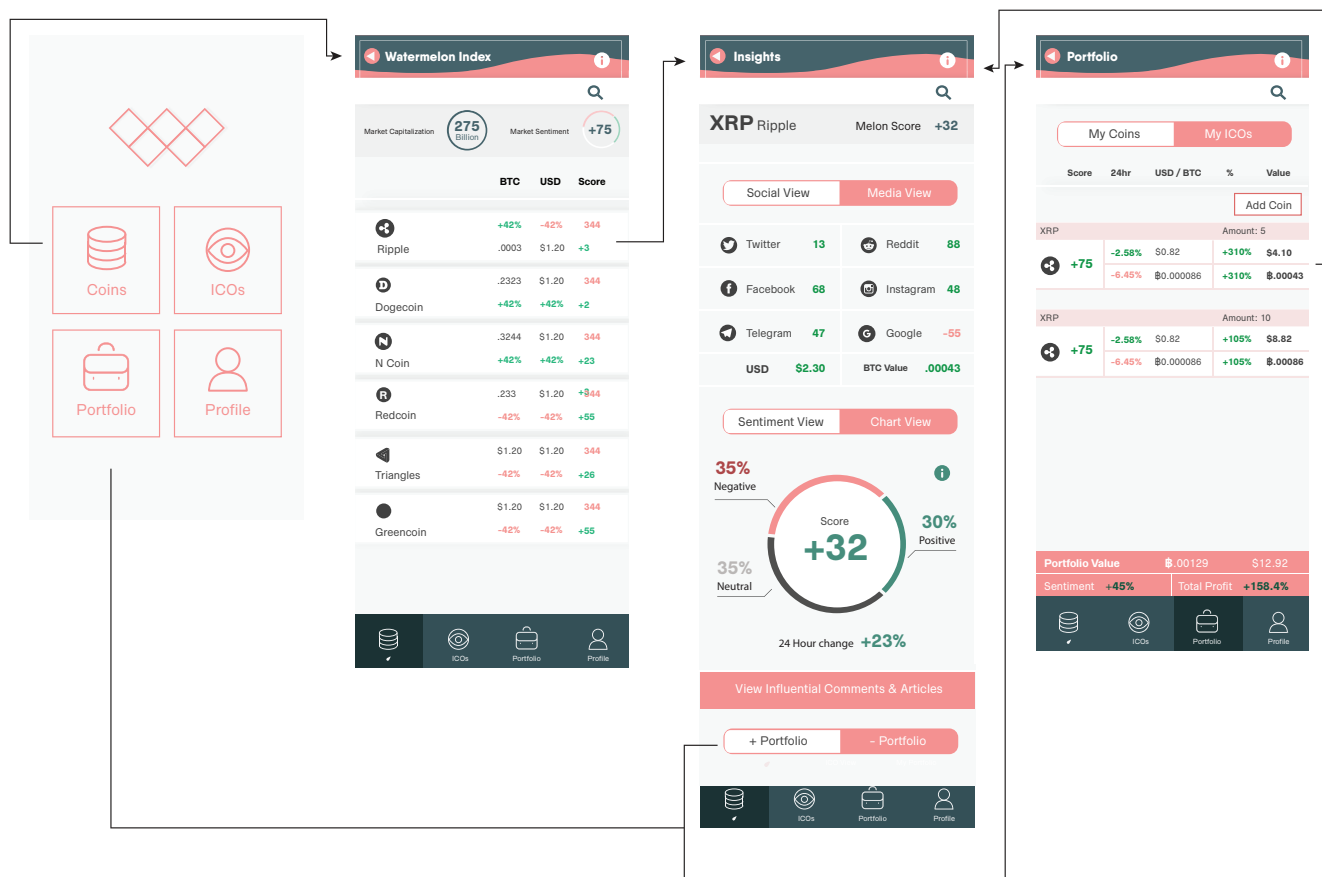 Coins
ICOs
Portfolio
Profile
Watermelon Index
i
Market Capitalization
275
Billion
Market Sentiment
+75
BTC USD Score
+42% -42% 344
Ripple .0003 $1.20 +3
.2323 $1.20 344
Dogecoin +42% +42% +2
.3244 $1.20 344
N Coin +42% +42% +23
.233 $1.20 344
Redcoin -42% -42% +55
$1.20 $1.20 344
Triangles -42% -42% +26
$1.20 $1.20 344
Greencoin -42% -42% +55
ICOs Portfolio Profile
Insights
i
XRP Ripple Melon Score +32
Social View Media View
Twitter 13 Reddit 88
Facebook 68 Instagram 48
Telegram 47 Google -55
USD $2.30 BTC Value .00043
Sentiment View Chart View
35%
Negative
i
Score
+32
30%
Positive
35%
Neutral
24 Hour change +23%
View Influential Comments & Articles
+ Portfolio - Portfolio
ICOs Portfolio Profile
Portfolio
i
My Coins My ICOs
Score 24hr USD / BTC % Value
Add Coin
XRP Amount: 5
+75 -2.58% $0.82 +310% $4.10
-6.45% ฿0.000086 +310% ฿.00043
XRP Amount: 10
+75 -2.58% $0.82 +105% $8.82
-6.45% ฿0.000086 +105% ฿.00086
Portfolio Value ฿.00129 $12.92
Sentiment +45% Total Profit +158.4%
ICOs Portfolio Profile